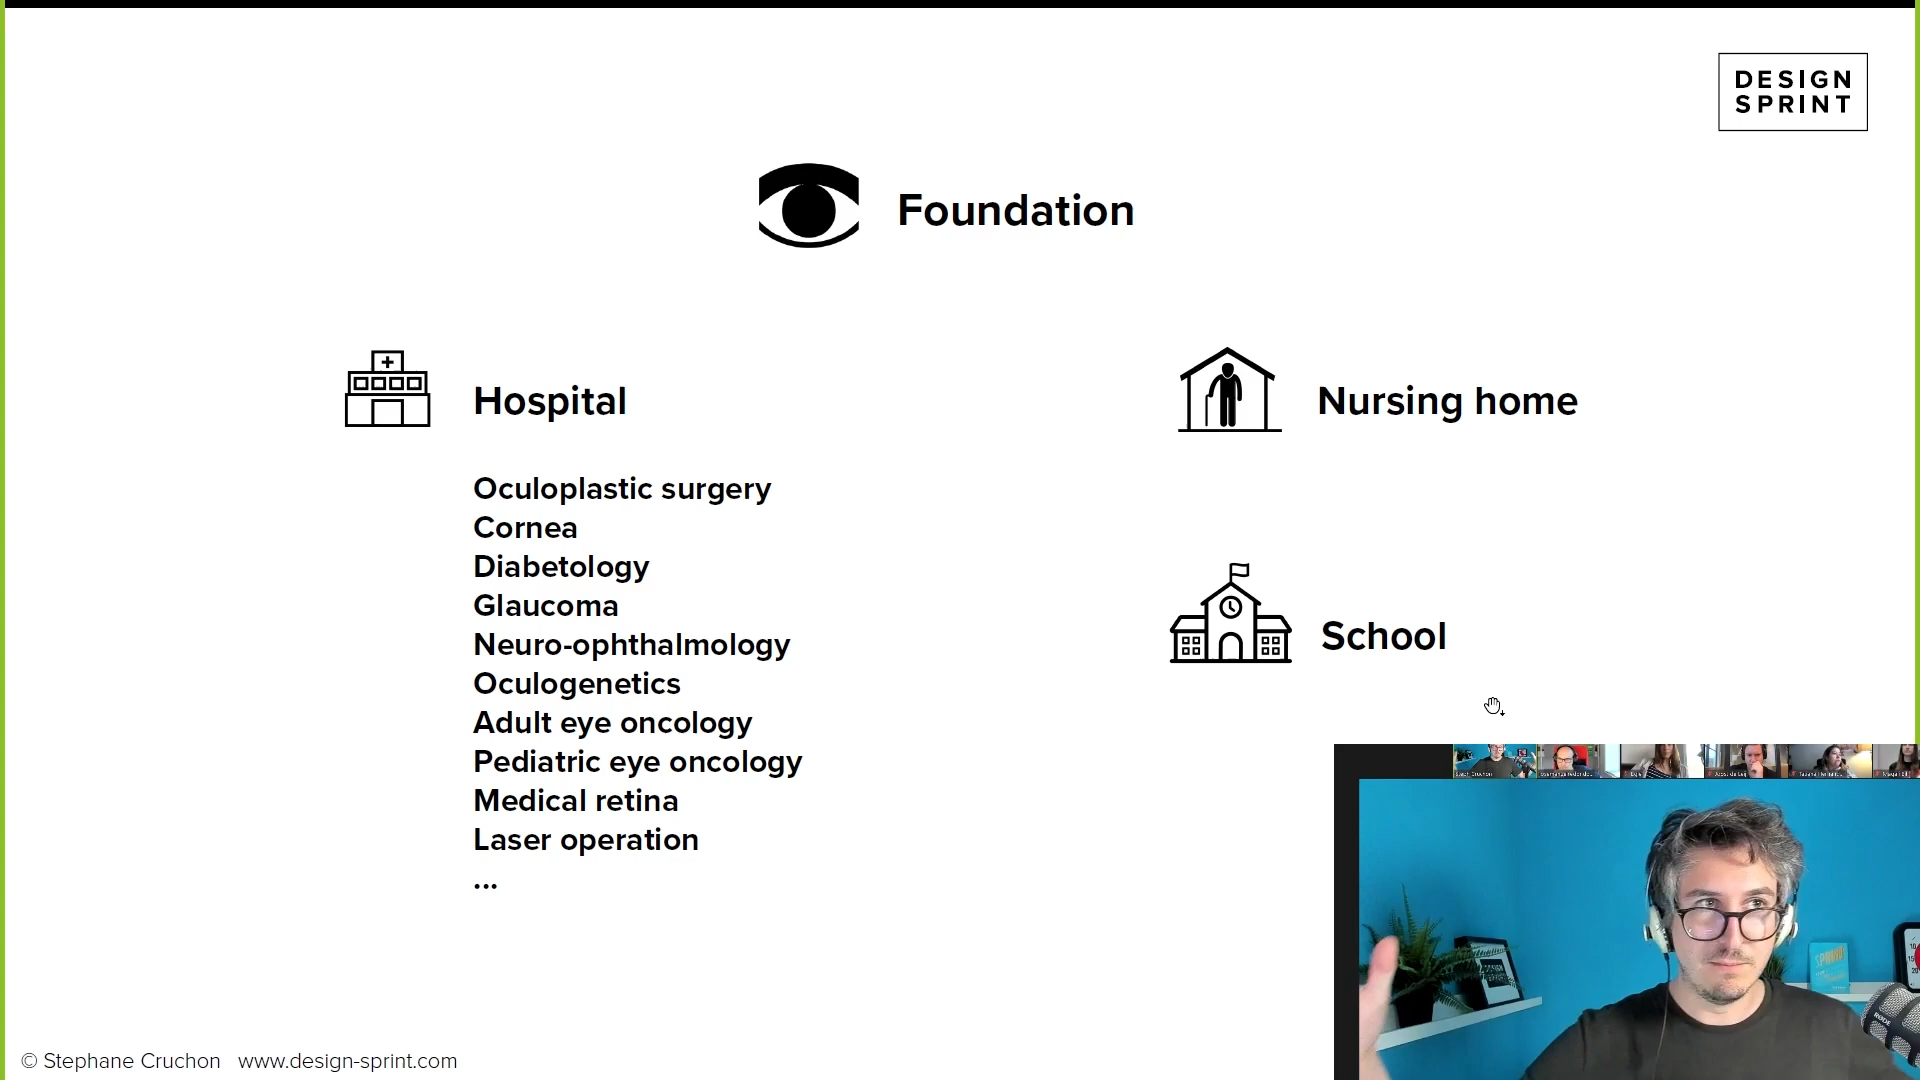 DESIGN
SPRINT
Foundation
Hospital
Nursing home
Oculoplastic surgery
Cornea
Diabetology
Glaucoma
Neuro-ophthalmology
Oculogenetics
Adult eye oncology
Pediatric eye oncology
Medical retina
Laser operation
...
School
© Stephane Cruchon www.design-sprint.com
RØDE